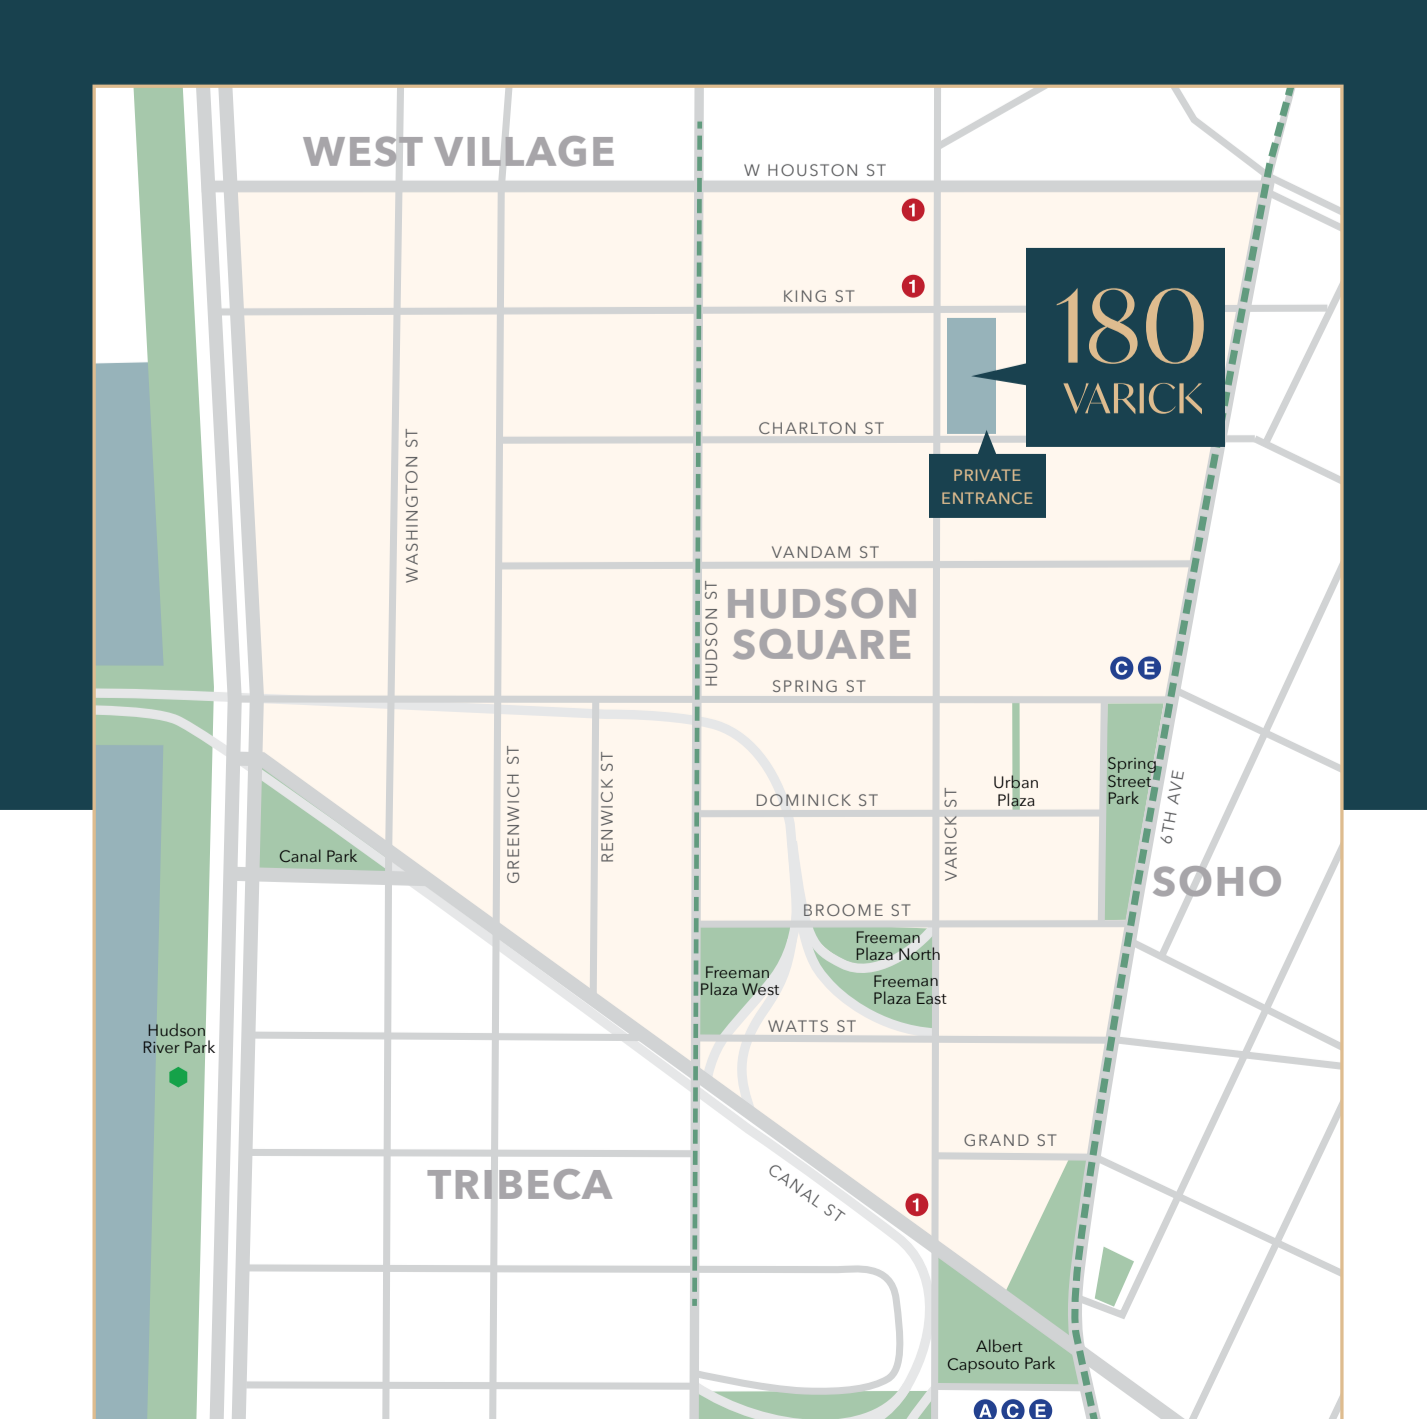 WEST VILLAGE
W HOUSTON ST
1
1
KING ST
180
VARICK
CHARLTON ST
PRIVATE
ENTRANCE
WASHINGTON ST
VANDAM ST
HUDSON ST
HUDSON
SQUARE
C E
SPRING ST
GREENWICH ST
RENWICK ST
DOMINICK ST
VARICK ST
Urban
Plaza
Spring
Street
Park
6TH AVE
Canal Park
SOHO
BROOME ST
Freeman
Plaza North
Freeman
Plaza West
Freeman
Plaza East
WATTS ST
Hudson
River Park
GRAND ST
TRIBECA
CANAL ST
1
Albert
Capsouto Park
A C E